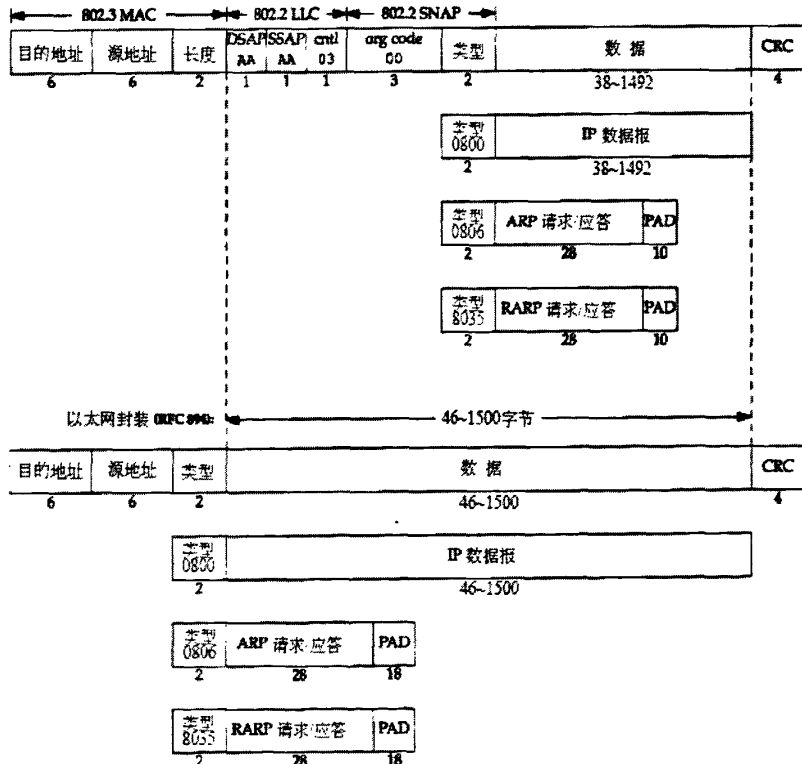 802.3 MAC 802.2 LLC 802.2 SNAP
目的地址 源地址 长度 DSAP AA SSAP AA cntl 03 org code 00 类型 数 据 CRC
6 6 2 1 1 1 3 2 38~1492 4
类型 0800 IP 数据报
2 38~1492
类型 0806 ARP 请求/应答 PAD
2 28 10
类型 8035 RARP 请求/应答 PAD
2 28 10
以太网封装 (RFC 894): 46~1500字节
目的地址 源地址 类型 数 据 CRC
6 6 2 46~1500 4
类型 0800 IP 数据报
2 46~1500
类型 0806 ARP 请求/应答 PAD
2 28 18
类型 8035 RARP 请求/应答 PAD
2 28 18